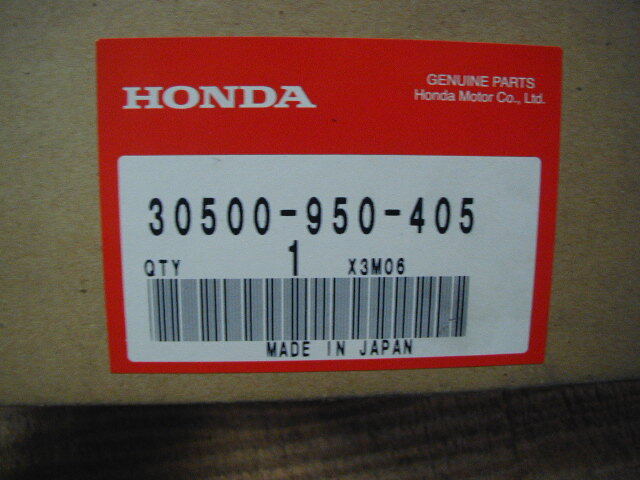 HONDA
GENUINE PARTS
Honda Motor Co., Ltd.
30500-950-405
QTY 1 X3M06
MADE IN JAPAN